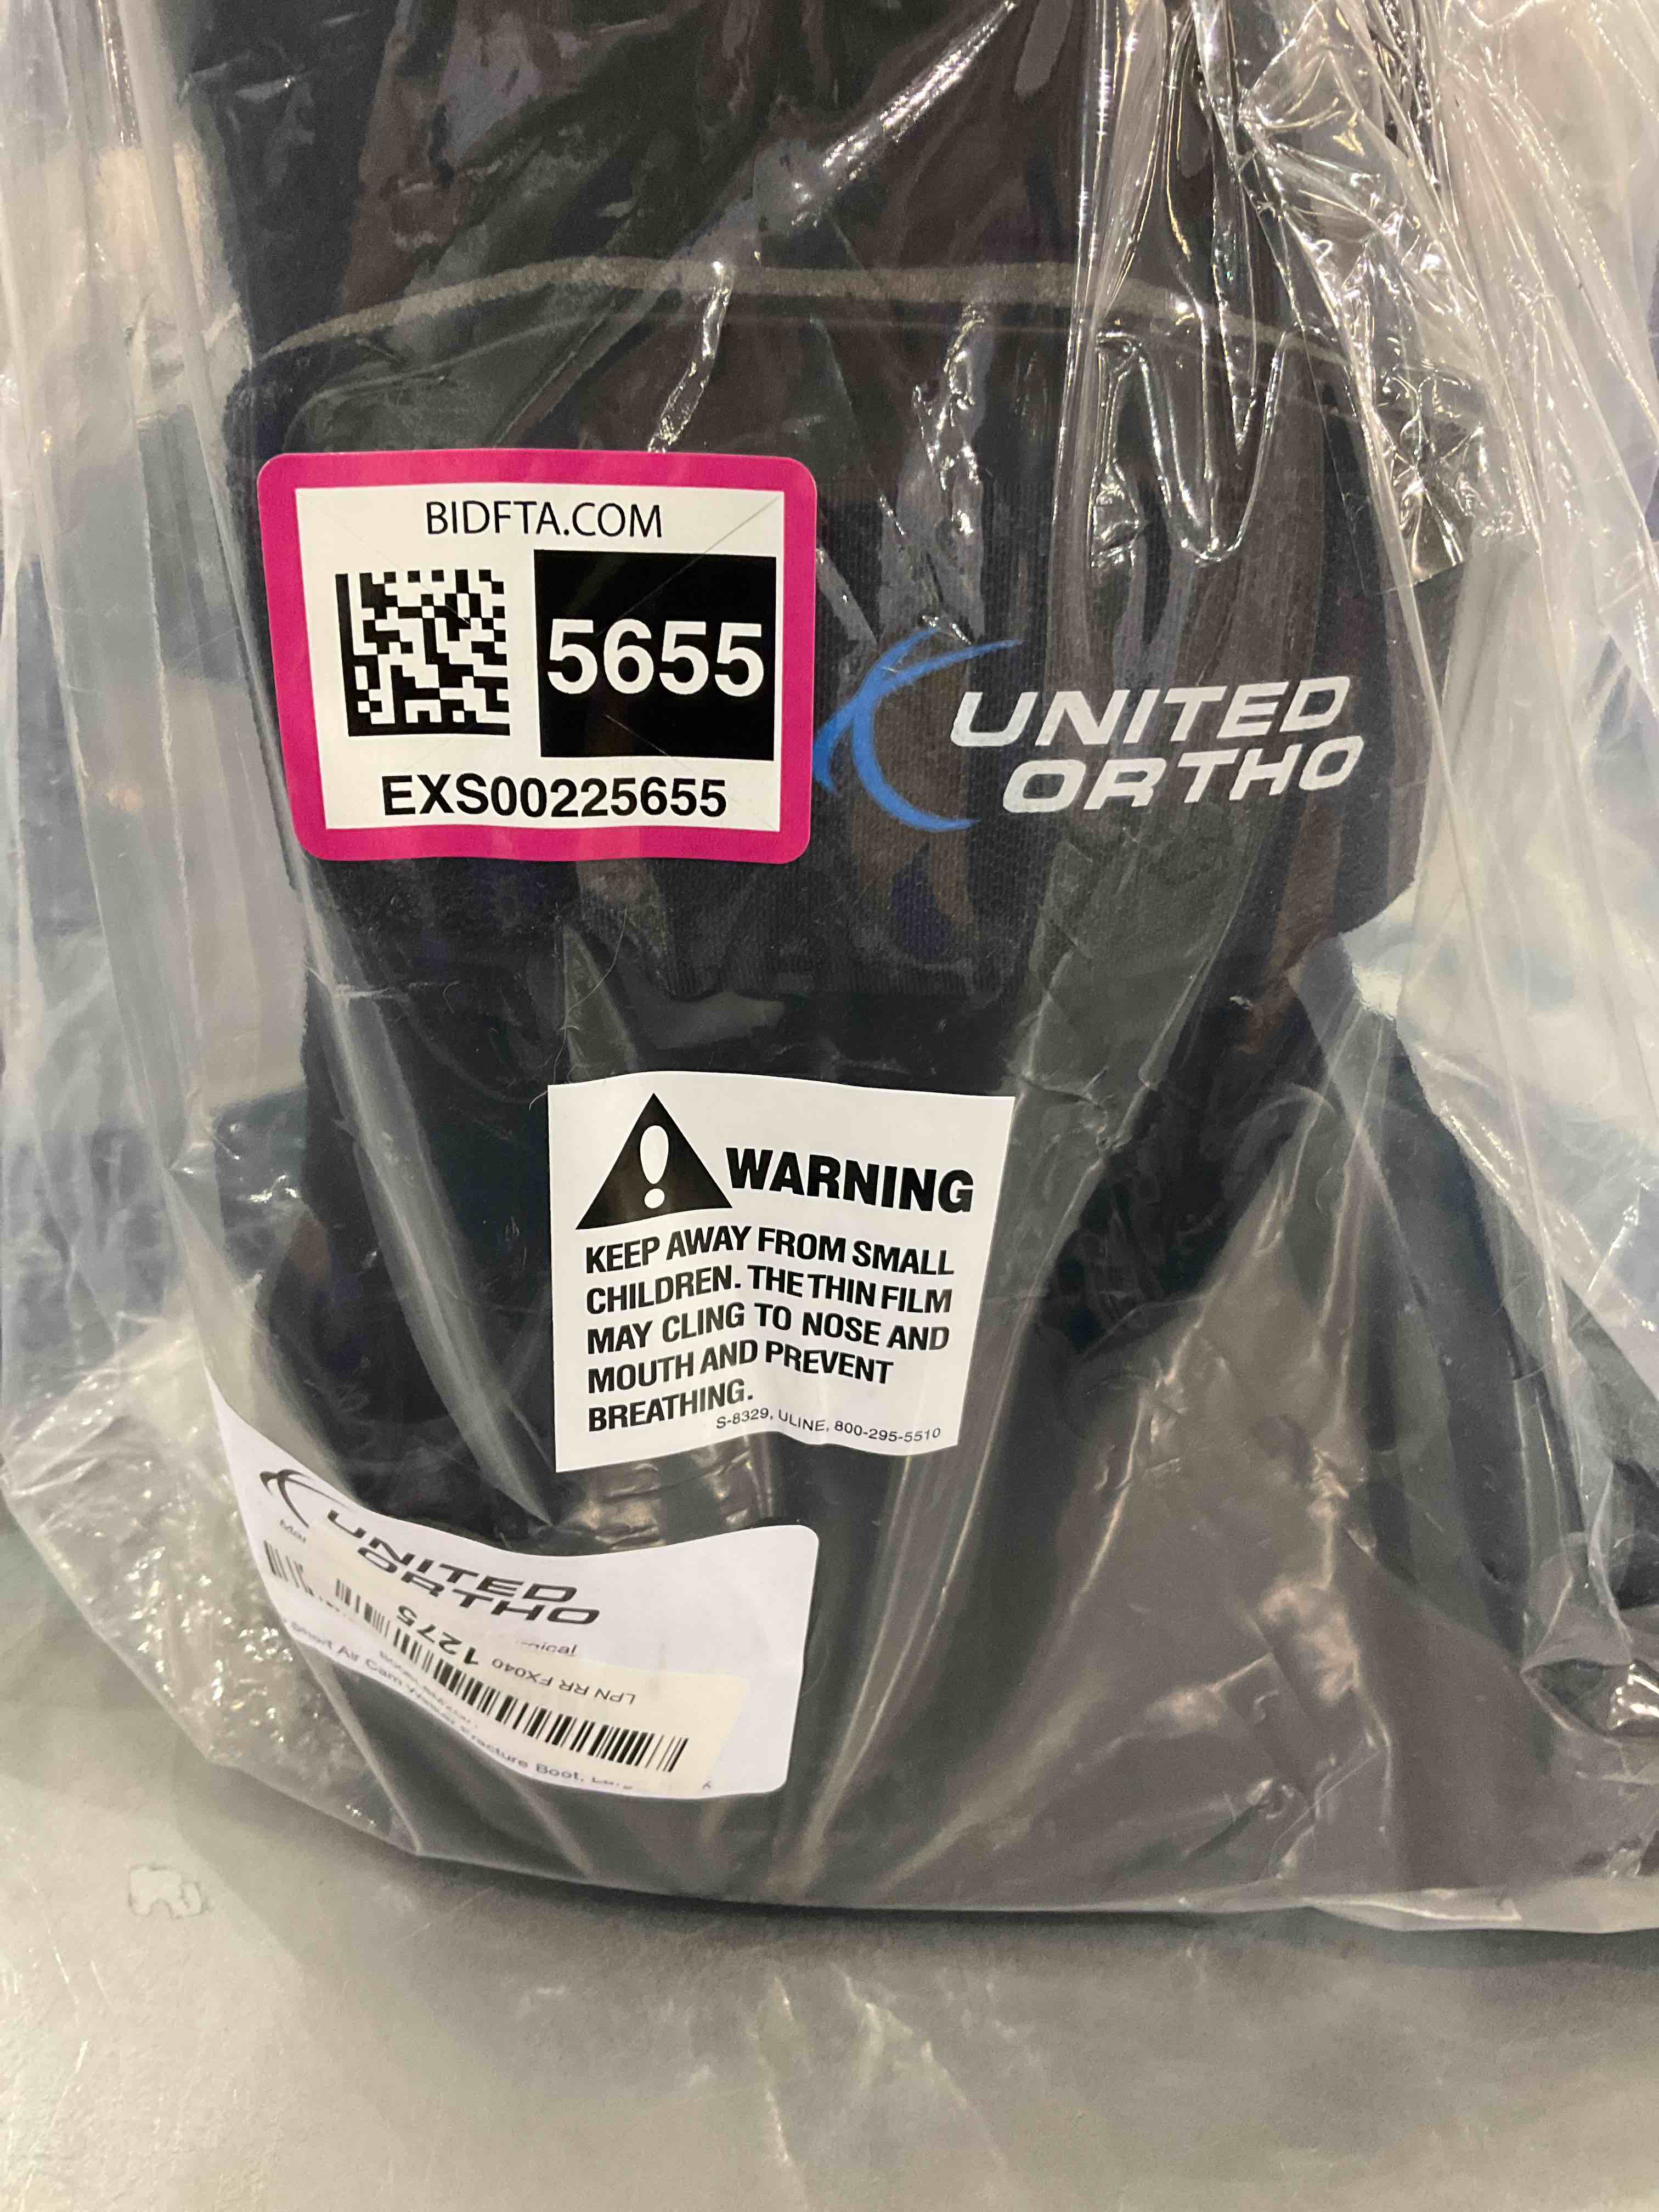 BIDFTA.COM
5655
EXS00225655
UNITED
ORTHO
WARNING
KEEP AWAY FROM SMALL
CHILDREN. THE THIN FILM
MAY CLING TO NOSE AND
MOUTH AND PREVENT
BREATHING.
S-8329, ULINE, 800-295-5510
UNITED
ORTHO
LPN RR FX040 1275
Short Air Cam Walker Fracture Boot,